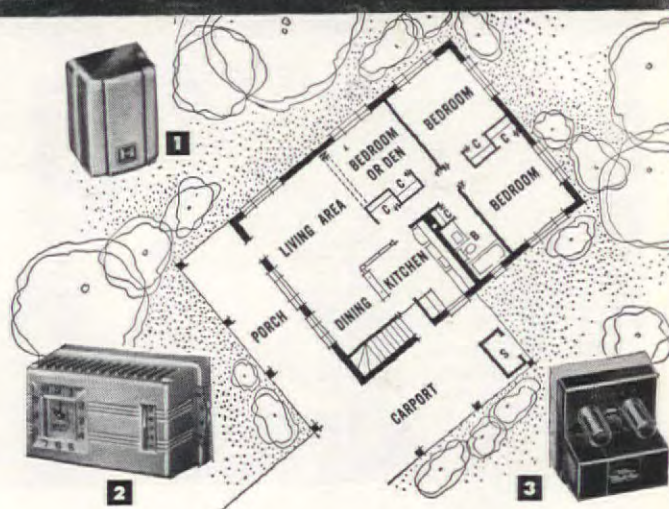 1
BEDROOM
BEDROOM
OR DEN
C
C
C
C
BEDROOM
LIVING AREA
C
B
KITCHEN
DINING
PORCH
S
CARPORT
2
3